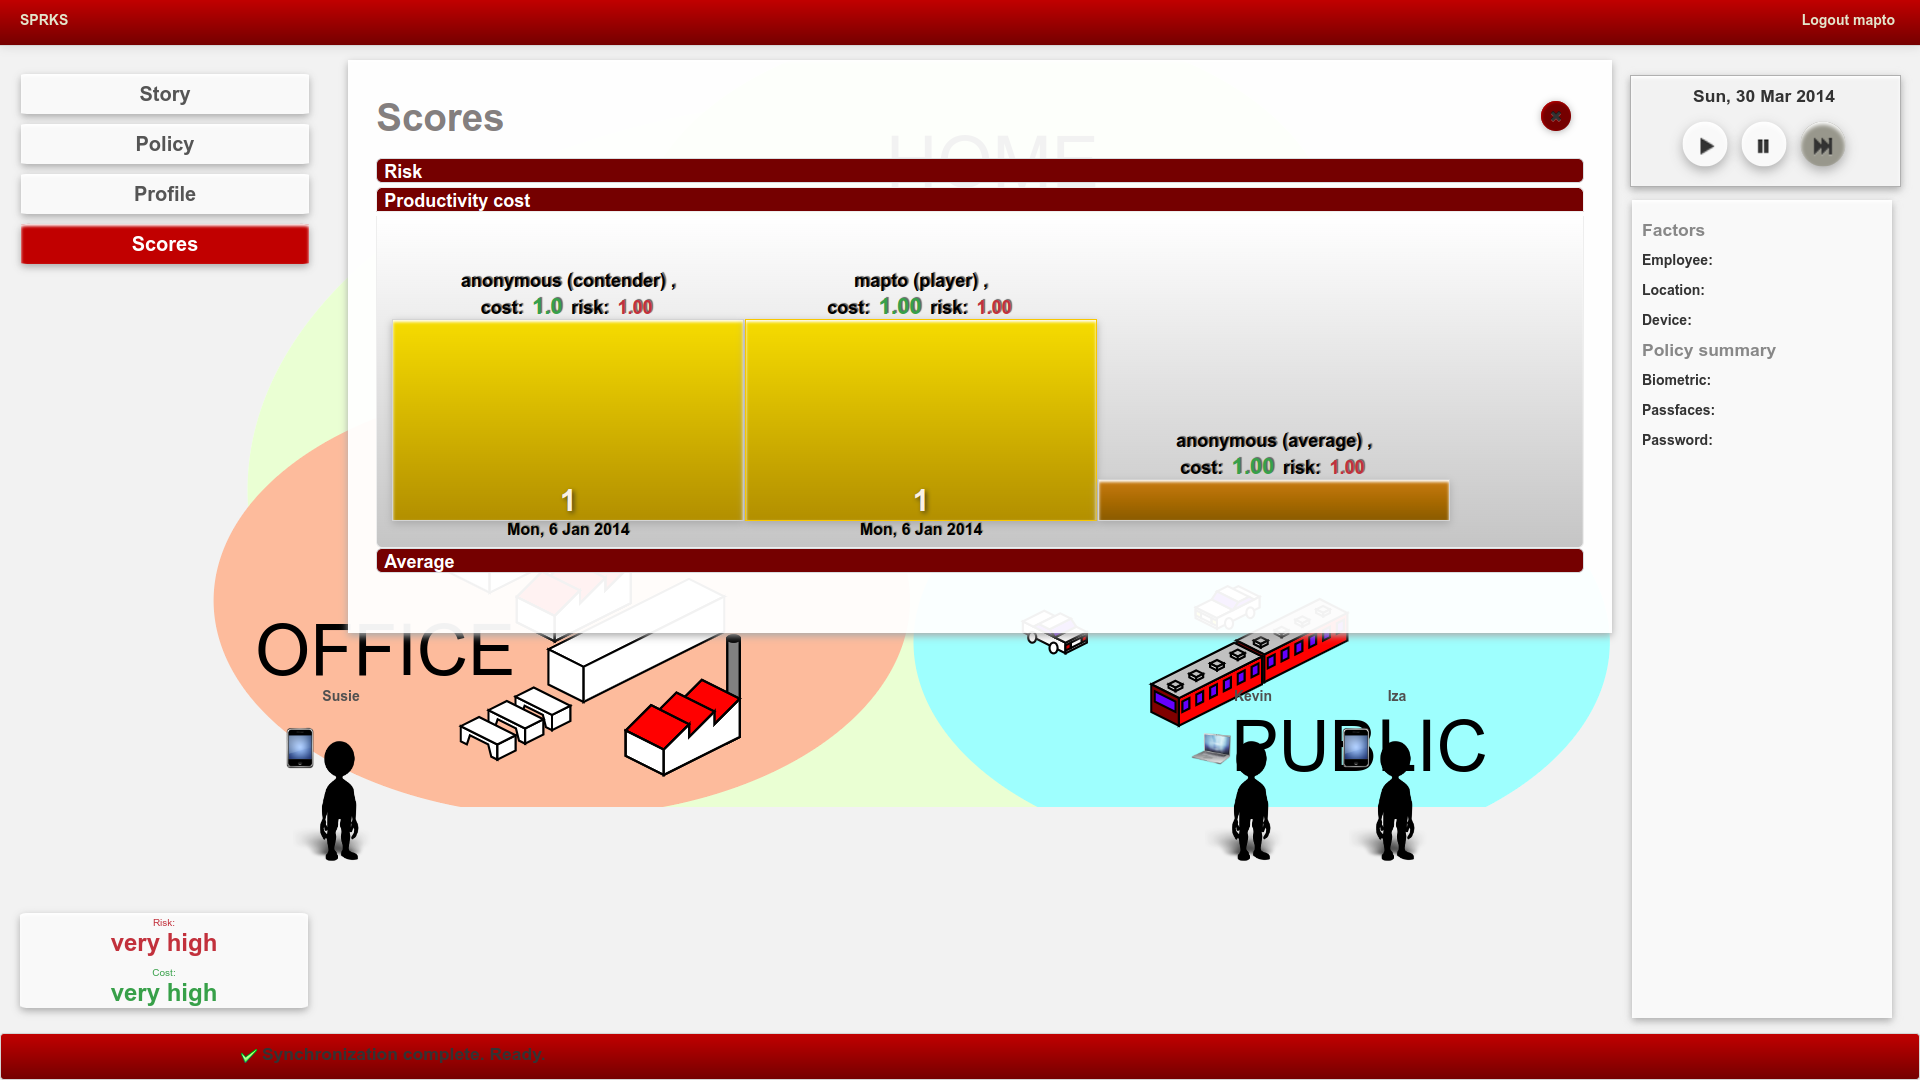 SPRKS
Logout mapto
Story
Policy
Profile
Scores
Scores
HOME
Risk
Productivity cost
anonymous (contender) ,
cost: 1.0 risk: 1.00
mapto (player) ,
cost: 1.00 risk: 1.00
anonymous (average) ,
cost: 1.00 risk: 1.00
1
1
Mon, 6 Jan 2014
Mon, 6 Jan 2014
Average
Sun, 30 Mar 2014
Factors
Employee:
Location:
Device:
Policy summary
Biometric:
Passfaces:
Password:
OFFICE
Susie
Kevin
Iza
PUBLIC
Risk:
very high
Cost:
very high
Synchronization complete. Ready.